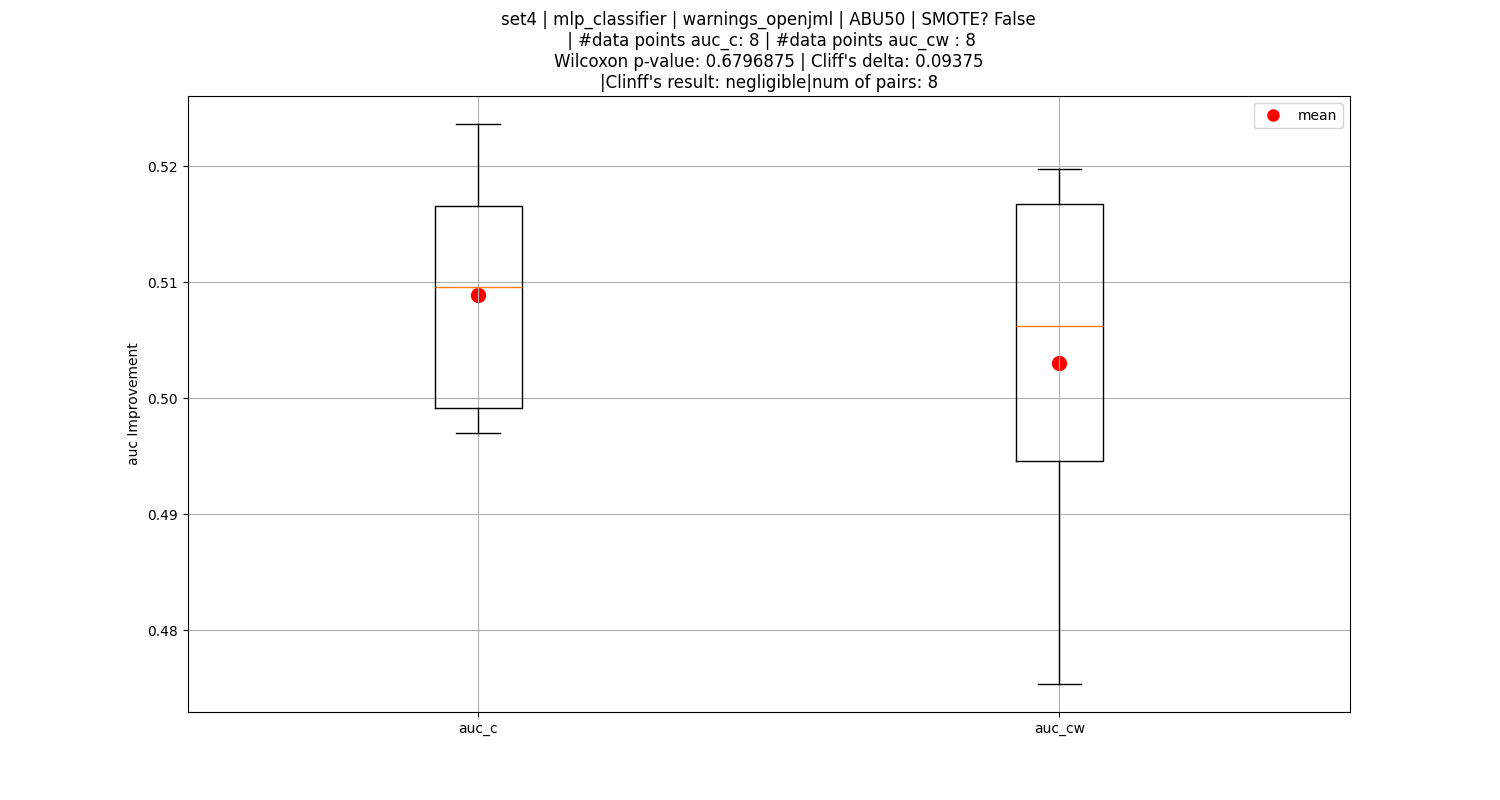 set4 | mlp_classifier | warnings_openjml | ABU50 | SMOTE? False
| #data points auc_c: 8 | #data points auc_cw : 8
Wilcoxon p-value: 0.6796875 | Cliff's delta: 0.09375
|Clinff's result: negligible|num of pairs: 8
mean
0.52
0.51
0.50
0.49
0.48
auc Improvement
auc_c
auc_cw